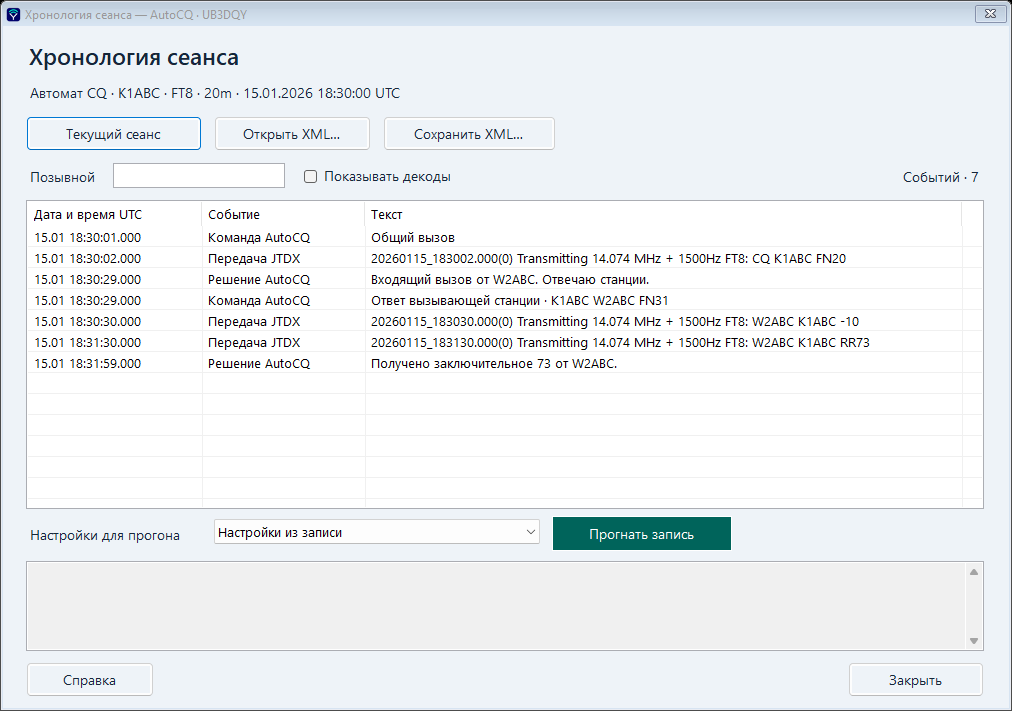 Хронология сеанса — AutoCQ · UB3DQY
Хронология сеанса
Автомат CQ · K1ABC · FT8 · 20m · 15.01.2026 18:30:00 UTC
Текущий сеанс Открыть XML... Сохранить XML...
Позывной Показывать декоды Событий · 7
Дата и время UTC Событие Текст
15.01 18:30:01.000 Команда AutoCQ Общий вызов
15.01 18:30:02.000 Передача JTDX 20260115_183002.000(0) Transmitting 14.074 MHz + 1500Hz FT8: CQ K1ABC FN20
15.01 18:30:29.000 Решение AutoCQ Входящий вызов от W2ABC. Отвечаю станции.
15.01 18:30:29.000 Команда AutoCQ Ответ вызывающей станции · K1ABC W2ABC FN31
15.01 18:30:30.000 Передача JTDX 20260115_183030.000(0) Transmitting 14.074 MHz + 1500Hz FT8: W2ABC K1ABC -10
15.01 18:31:30.000 Передача JTDX 20260115_183130.000(0) Transmitting 14.074 MHz + 1500Hz FT8: W2ABC K1ABC RR73
15.01 18:31:59.000 Решение AutoCQ Получено заключительное 73 от W2ABC.
Настройки для прогона Настройки из записи Прогнать запись
Справка Закрыть